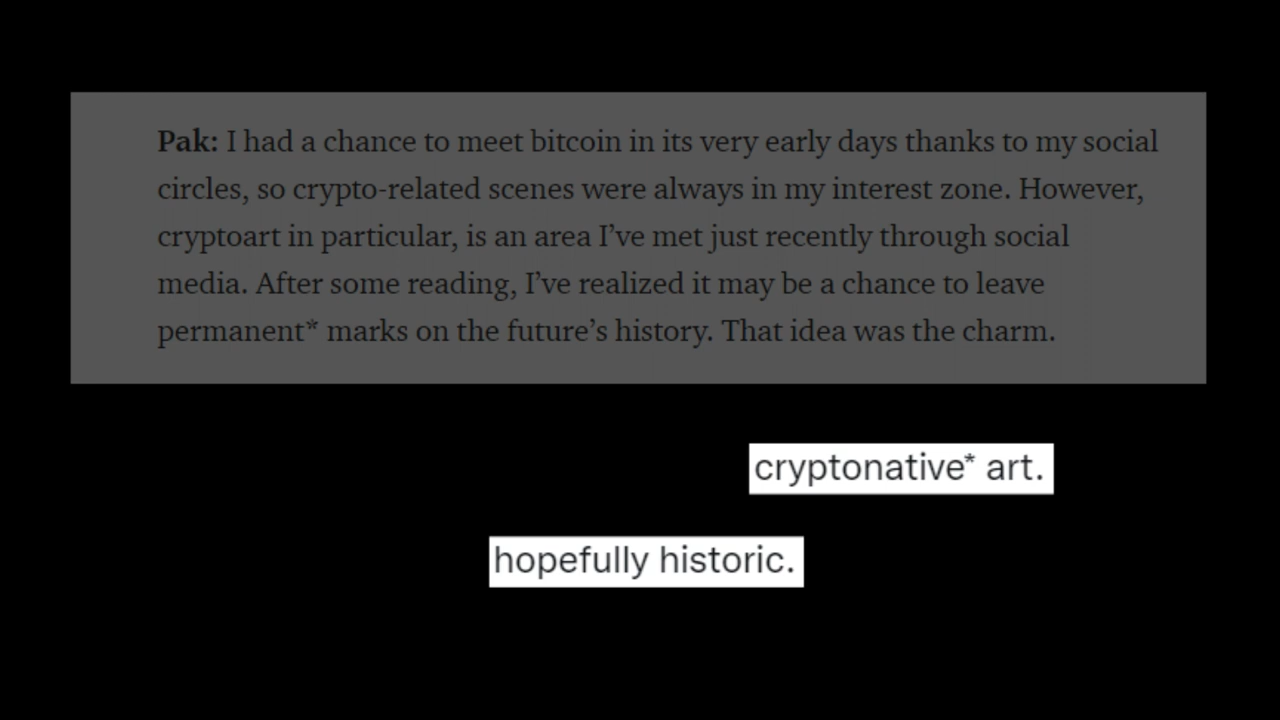 Pak: I had a chance to meet bitcoin in its very early days thanks to my social
circles, so crypto-related scenes were always in my interest zone. However,
cryptoart in particular, is an area I’ve met just recently through social
media. After some reading, I’ve realized it may be a chance to leave
permanent* marks on the future’s history. That idea was the charm.
cryptonative* art.
hopefully historic.